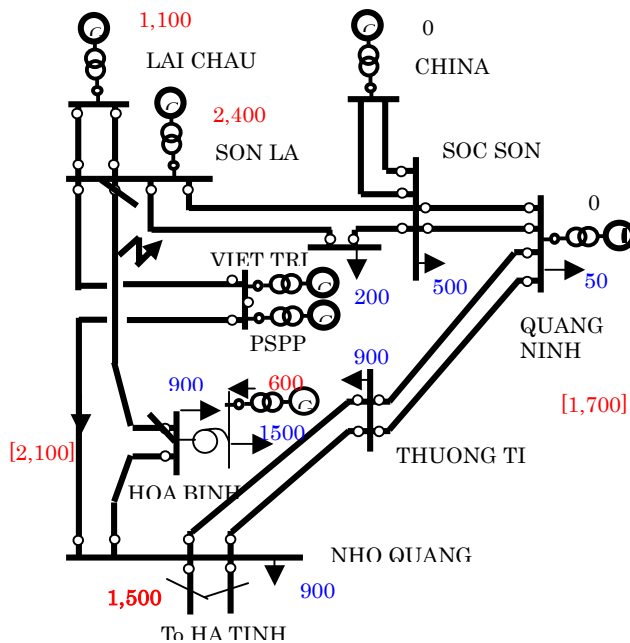 1,100
0
LAI CHAU
CHINA
2,400
SOC SON
SON LA
0
VIET TRI
200
500
50
PSPP
QUANG
NINH
900
900
600
[1,700]
1500
[2,100]
THUONG TI
HOA BINH
NHO QUANG
1,500
900
To HA TINH